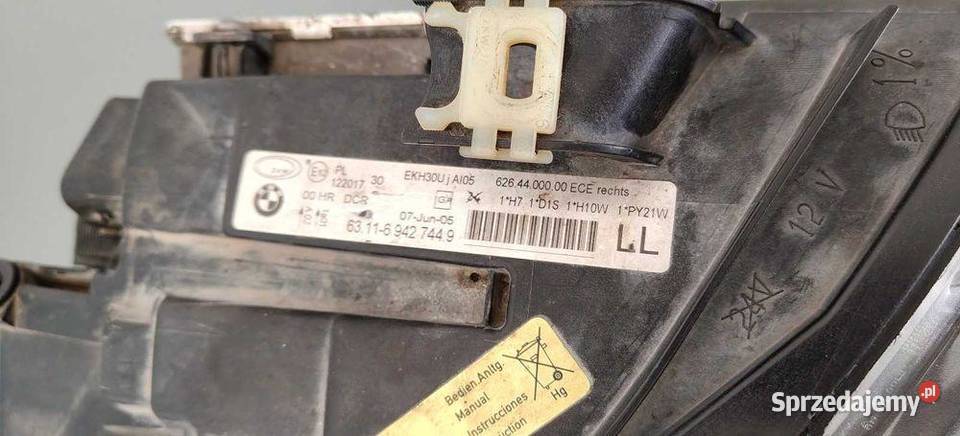 EKH30Uj AI05 626.44.000.00 ECE rechts
PL
122017 30
00 HR DCR
1*H7 1*D1S 1*H10W 1*PY21W
07-Jun-05
63.11-6 942 744.9
LL
1%
12 V
24V
Bedien.Anltg.
Manual
Instrucciones
Hg
Sprzedajemy.pl